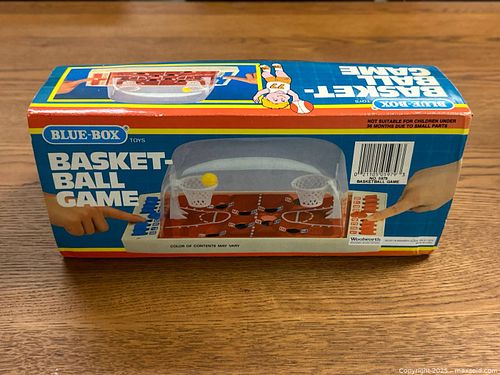 BASKET-
BALL
GAME
BLUE-BOX
TOYS
NOT SUITABLE FOR CHILDREN UNDER
36 MONTHS DUE TO SMALL PARTS
BLUE-BOX
TOYS
BASKET-
BALL
GAME
BASKETBALL GAME
Woolworth
COLOR OF CONTENTS MAY VARY
Copyright 2025 - maxsold.com